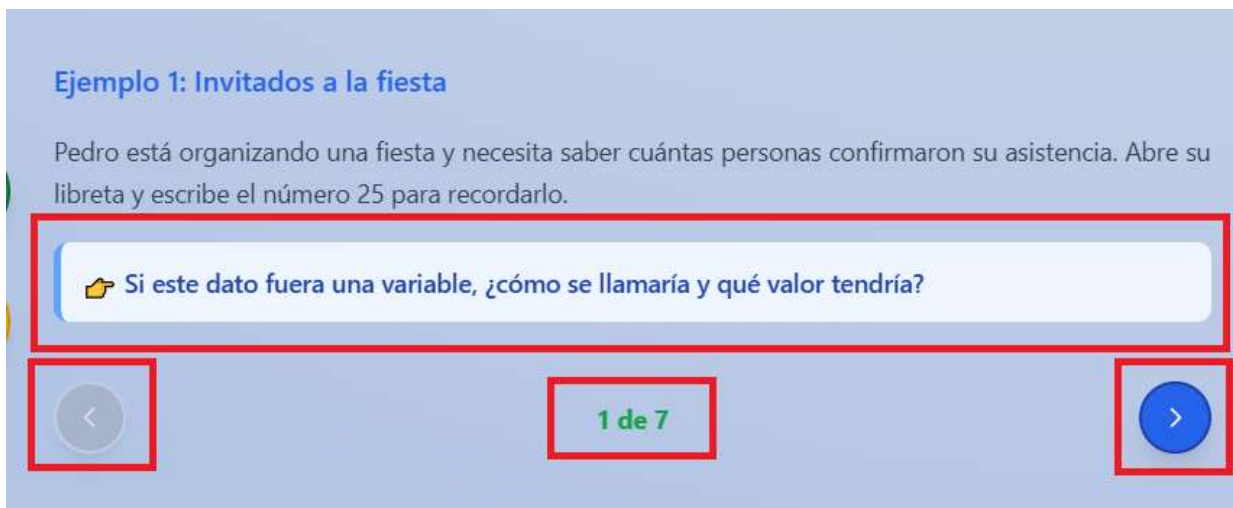 Ejemplo 1: Invitados a la fiesta
Pedro está organizando una fiesta y necesita saber cuántas personas confirmaron su asistencia. Abre su
libreta y escribe el número 25 para recordarlo.
👉 Si este dato fuera una variable, ¿cómo se llamaría y qué valor tendría?
1 de 7